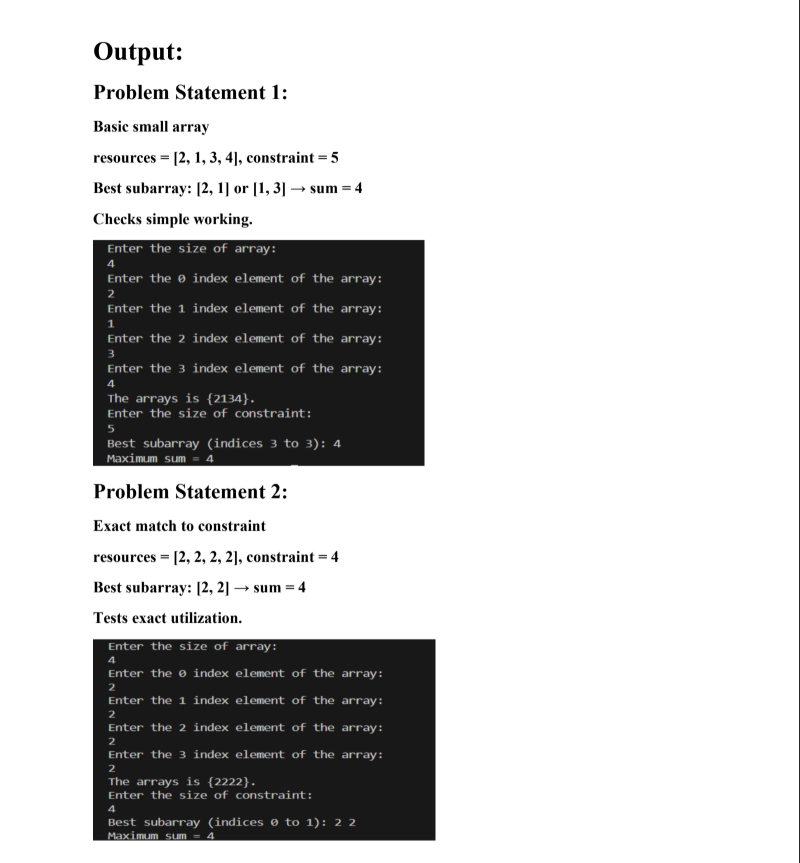 Output:
Problem Statement 1:
Basic small array
resources = [2, 1, 3, 4], constraint = 5
Best subarray: [2, 1] or [1, 3] → sum = 4
Checks simple working.
Enter the size of array:
4
Enter the 0 index element of the array:
2
Enter the 1 index element of the array:
1
Enter the 2 index element of the array:
3
Enter the 3 index element of the array:
4
The arrays is {2134}.
Enter the size of constraint:
5
Best subarray (indices 3 to 3): 4
Maximum sum = 4
Problem Statement 2:
Exact match to constraint
resources = [2, 2, 2, 2], constraint = 4
Best subarray: [2, 2] → sum = 4
Tests exact utilization.
Enter the size of array:
4
Enter the 0 index element of the array:
2
Enter the 1 index element of the array:
2
Enter the 2 index element of the array:
2
Enter the 3 index element of the array:
2
The arrays is {2222}.
Enter the size of constraint:
4
Best subarray (indices 0 to 1): 2 2
Maximum sum = 4